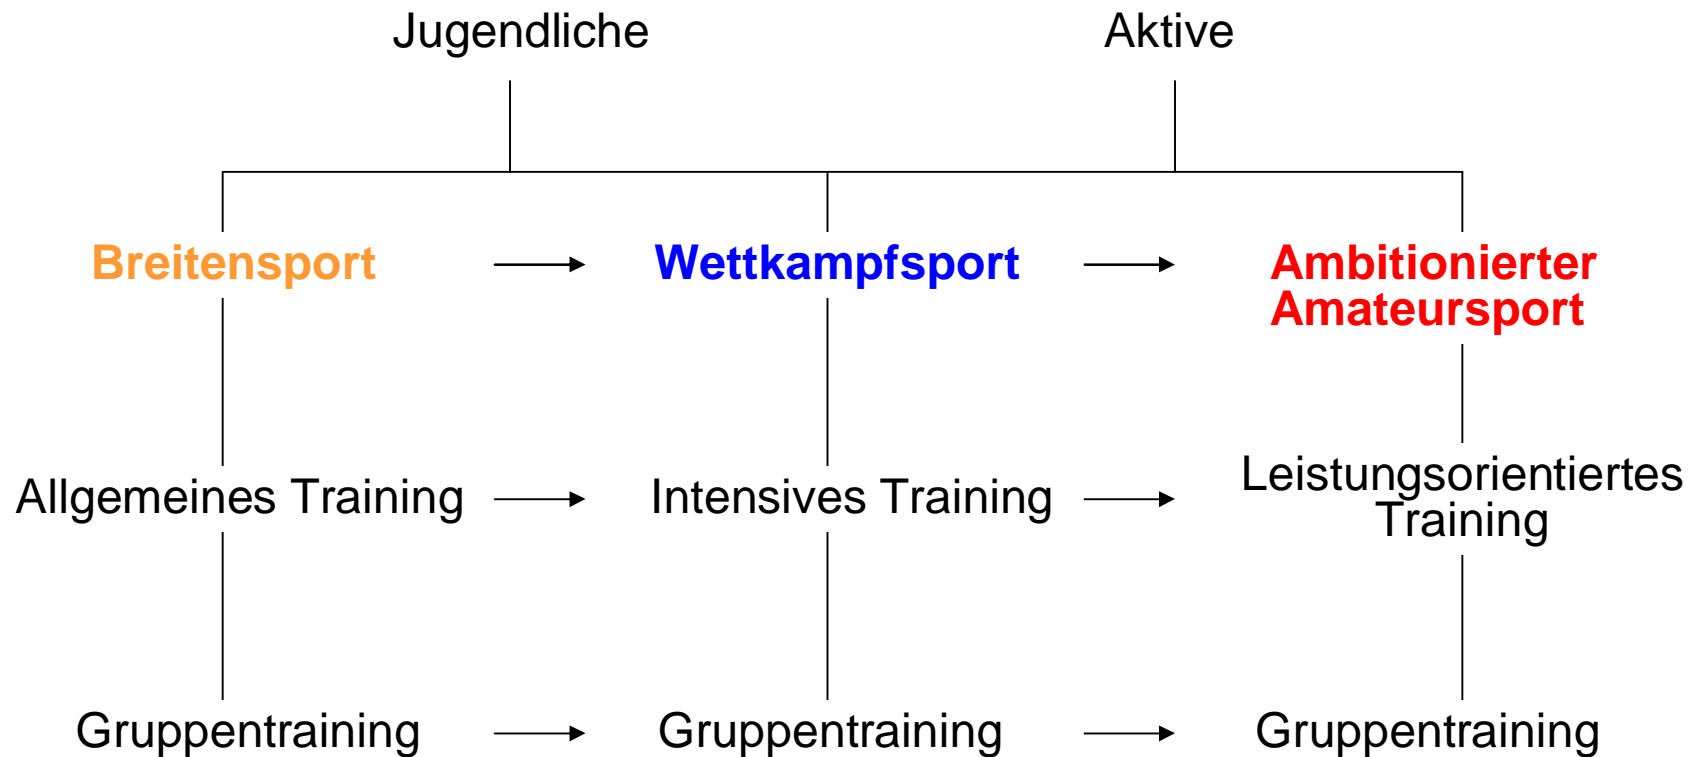 Jugendliche
Aktive
Breitensport
Wettkampfsport
Ambitionierter
Amateursport
Allgemeines Training
Intensives Training
Leistungsorientiertes
Training
Gruppentraining
Gruppentraining
Gruppentraining